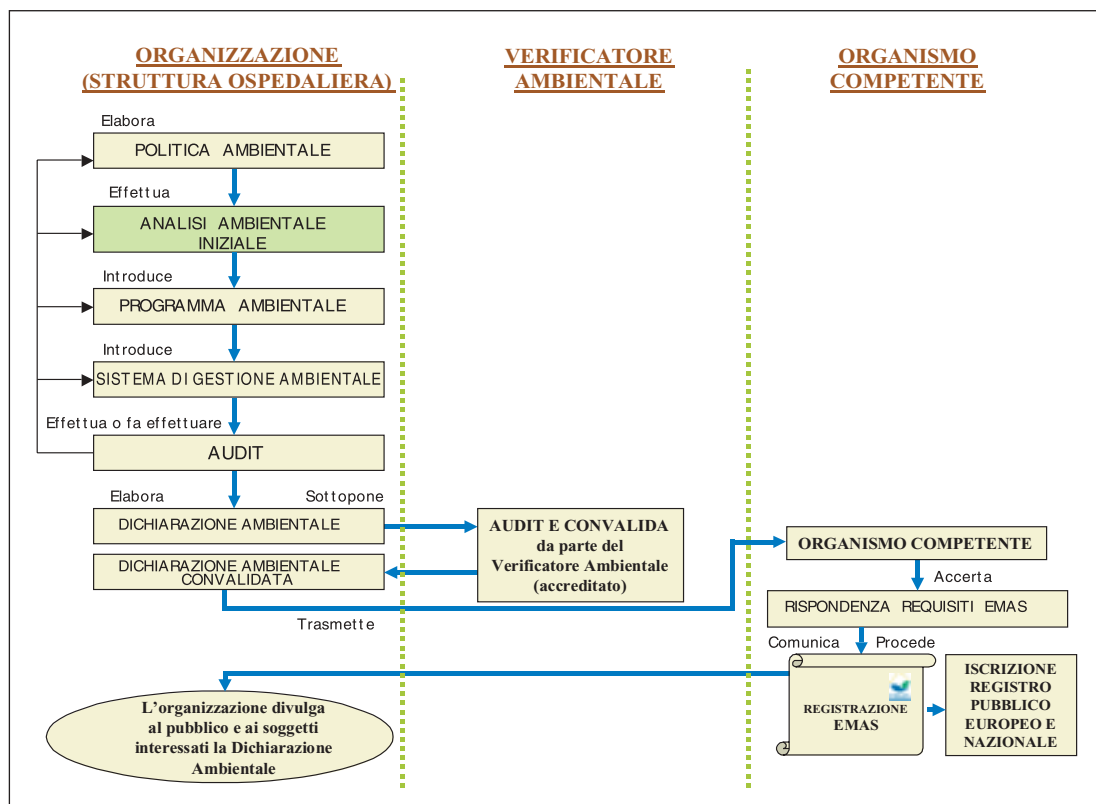 ORGANIZZAZIONE
(STRUTTURA OSPEDALIERA)
VERIFICATORE
AMBIENTALE
ORGANISMO
COMPETENTE
Elabora
POLITICA AMBIENTALE
Effettua
ANALISI AMBIENTALE
INIZIALE
Introduce
PROGRAMMA AMBIENTALE
Introduce
SISTEMA DI GESTIONE AMBIENTALE
Effettua o fa effettuare
AUDIT
Elabora
Sottopone
DICHIARAZIONE AMBIENTALE
DICHIARAZIONE AMBIENTALE
CONVALIDATA
Trasmette
AUDIT E CONVALIDA
da parte del
Verificatore Ambientale
(accreditato)
ORGANISMO COMPETENTE
Accerta
RISPONDENZA REQUISITI EMAS
Comunica
Procede
REGISTRAZIONE
EMAS
ISCRIZIONE
REGISTRO
PUBBLICO
EUROPEO E
NAZIONALE
L'organizzazione divulga
al pubblico e ai soggetti
interessati la Dichiarazione
Ambientale